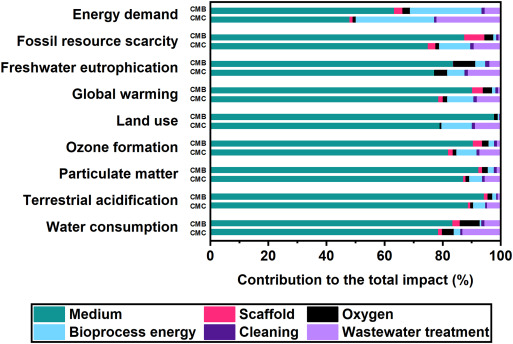 Energy demand CMB
CMC
Fossil resource scarcity CMB
CMC
Freshwater eutrophication CMB
CMC
Global warming CMB
CMC
Land use CMB
CMC
Ozone formation CMB
CMC
Particulate matter CMB
CMC
Terrestrial acidification CMB
CMC
Water consumption CMB
CMC
0 20 40 60 80 100
Contribution to the total impact (%)
Medium Scaffold Oxygen
Bioprocess energy Cleaning Wastewater treatment